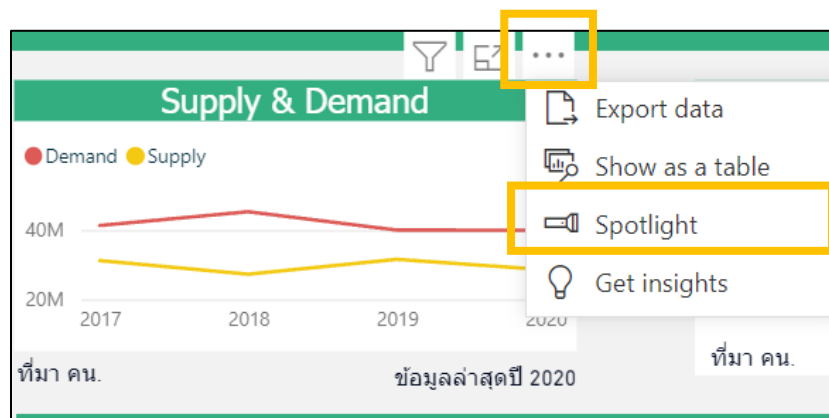 Supply & Demand
Demand Supply
40M
20M
2017 2018 2019 2020
ที่มา คน.
ข้อมูลล่าสุดปี 2020
Export data
Show as a table
Spotlight
Get insights
ที่มา คน.